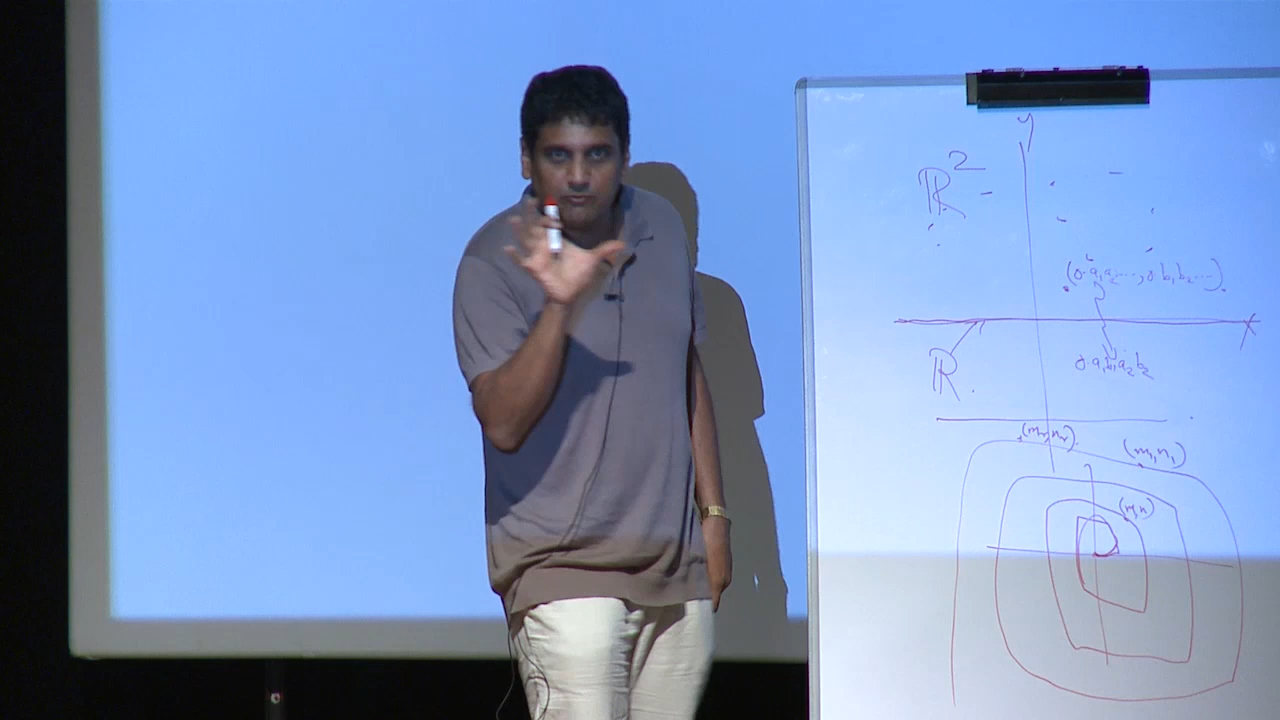 y
ℝ²
(0.a₁a₂..., 0.b₁b₂...)
x
ℝ
0.a₁b₁a₂b₂
(m₂,n₂)
(m₁,n₁)
(m,n)